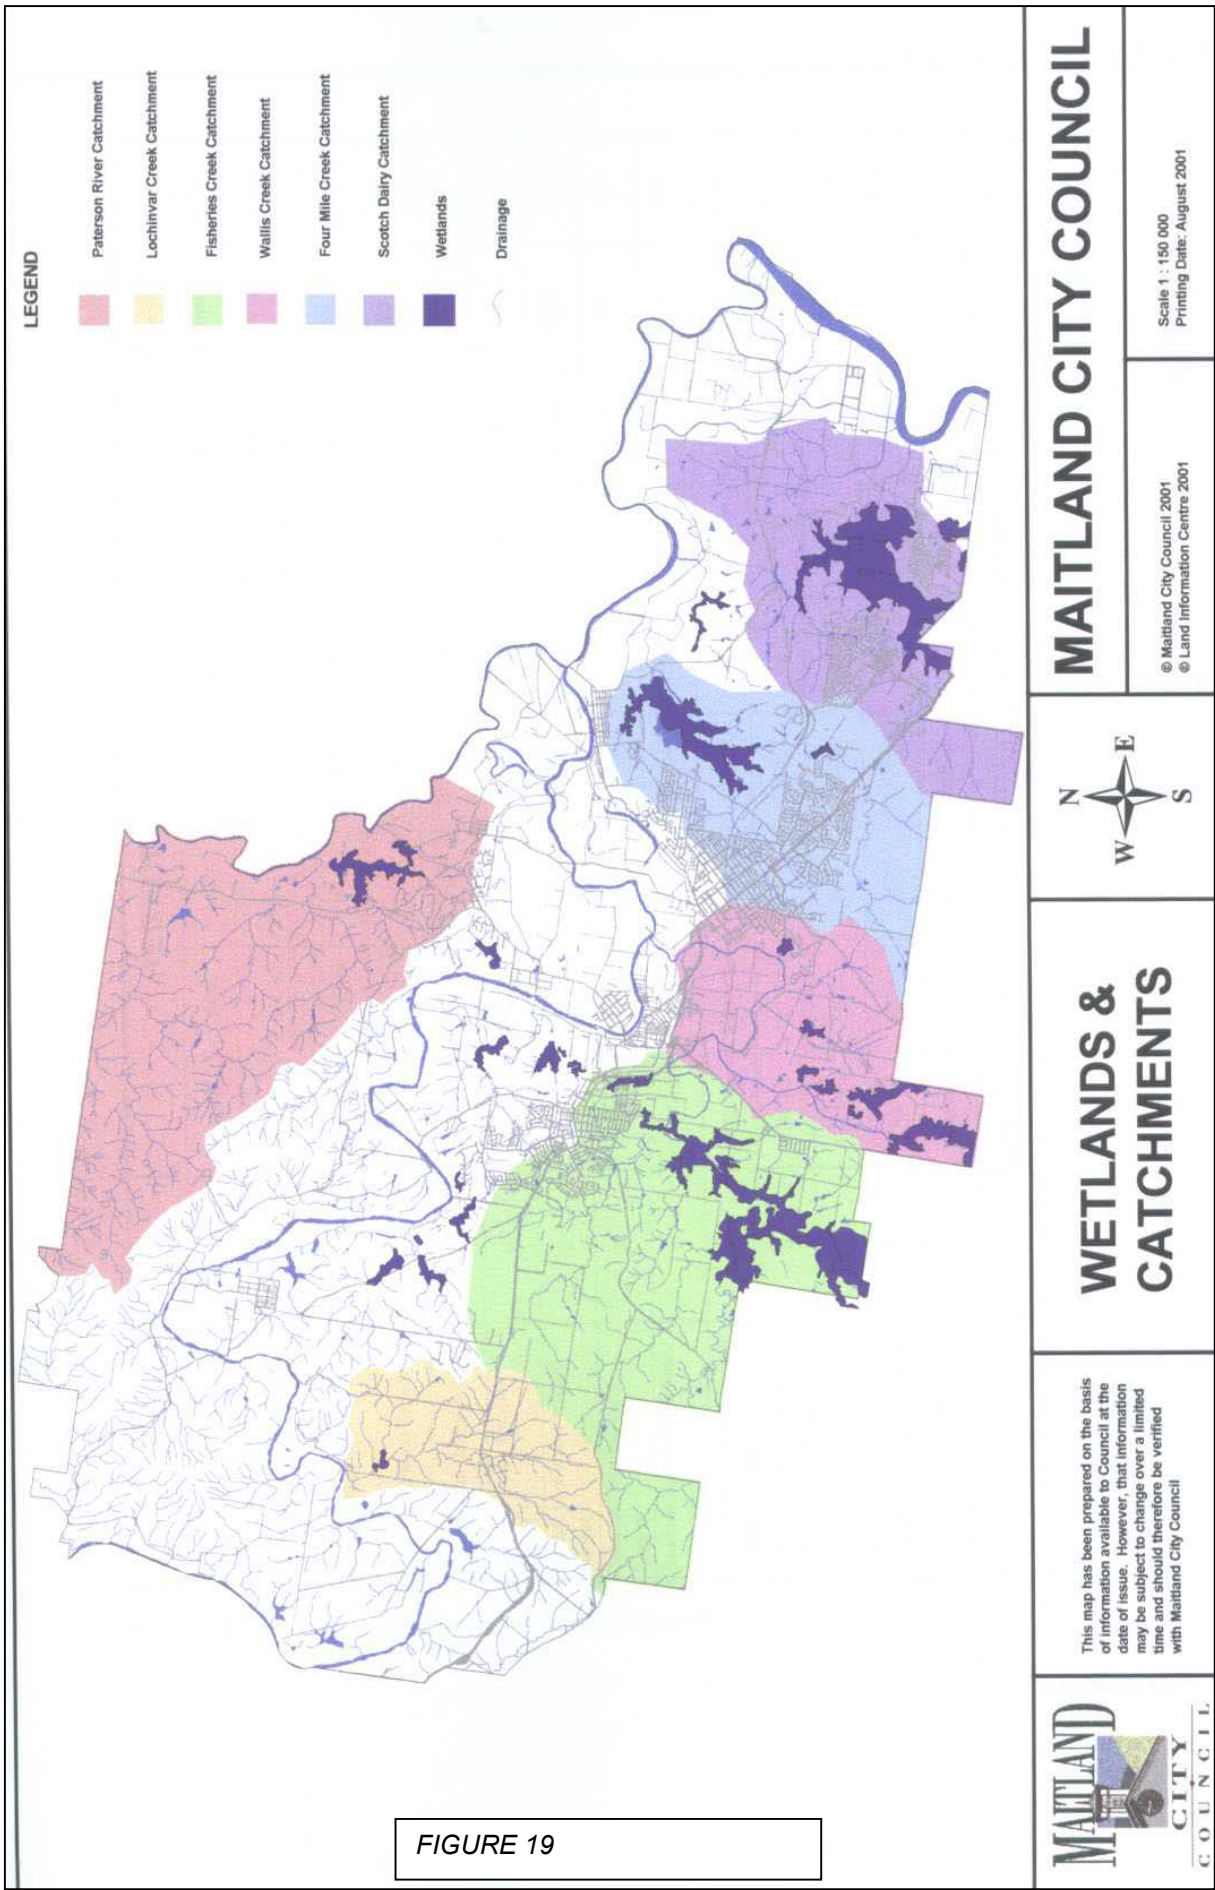 LEGEND
Paterson River Catchment
Lochinvar Creek Catchment
Fisheries Creek Catchment
Wallis Creek Catchment
Four Mile Creek Catchment
Scotch Dairy Catchment
Wetlands
Drainage
MAITLAND
CITY
COUNCIL
This map has been prepared on the basis
of information available to Council at the
date of issue. However, that information
may be subject to change over a limited
time and should therefore be verified
with Maitland City Council
WETLANDS &
CATCHMENTS
N
W E
S
MAITLAND CITY COUNCIL
© Maitland City Council 2001
© Land Information Centre 2001
Scale 1 : 150 000
Printing Date: August 2001
FIGURE 19